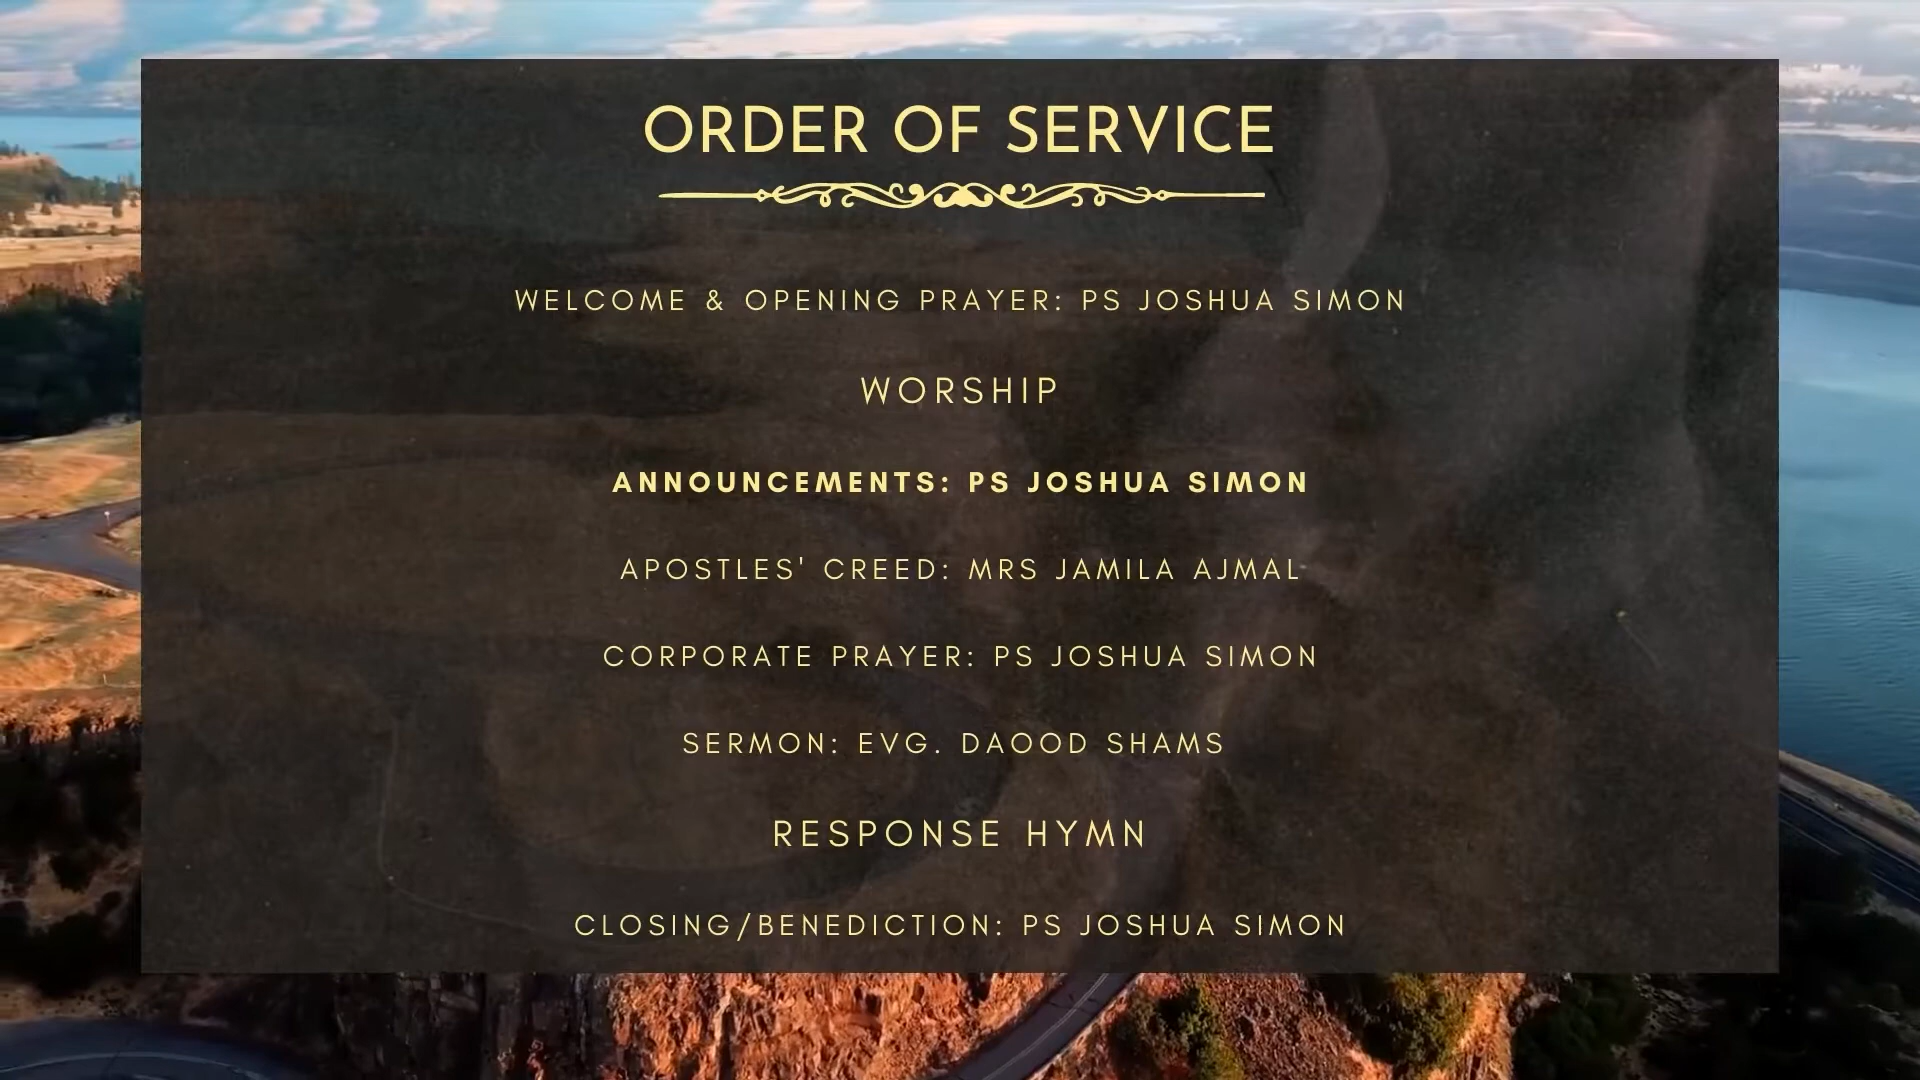 ORDER OF SERVICE
WELCOME & OPENING PRAYER: PS JOSHUA SIMON
WORSHIP
ANNOUNCEMENTS: PS JOSHUA SIMON
APOSTLES' CREED: MRS JAMILA AJMAL
CORPORATE PRAYER: PS JOSHUA SIMON
SERMON: EVG. DAOOD SHAMS
RESPONSE HYMN
CLOSING/BENEDICTION: PS JOSHUA SIMON